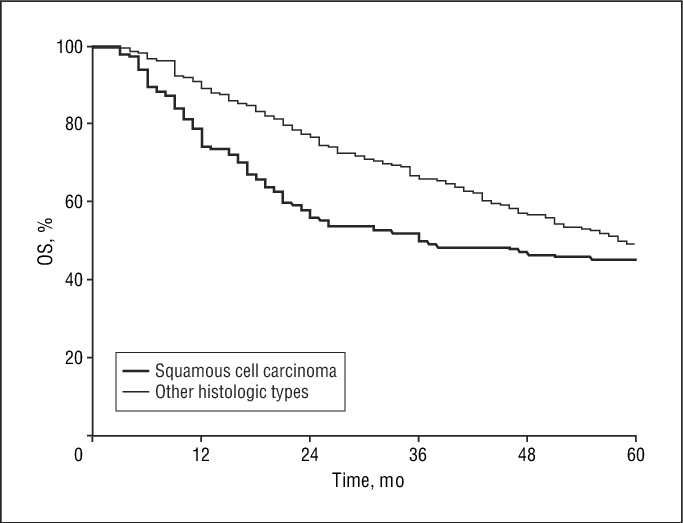 100
80
60
40
20
OS, %
Squamous cell carcinoma
Other histologic types
0 12 24 36 48 60
Time, mo